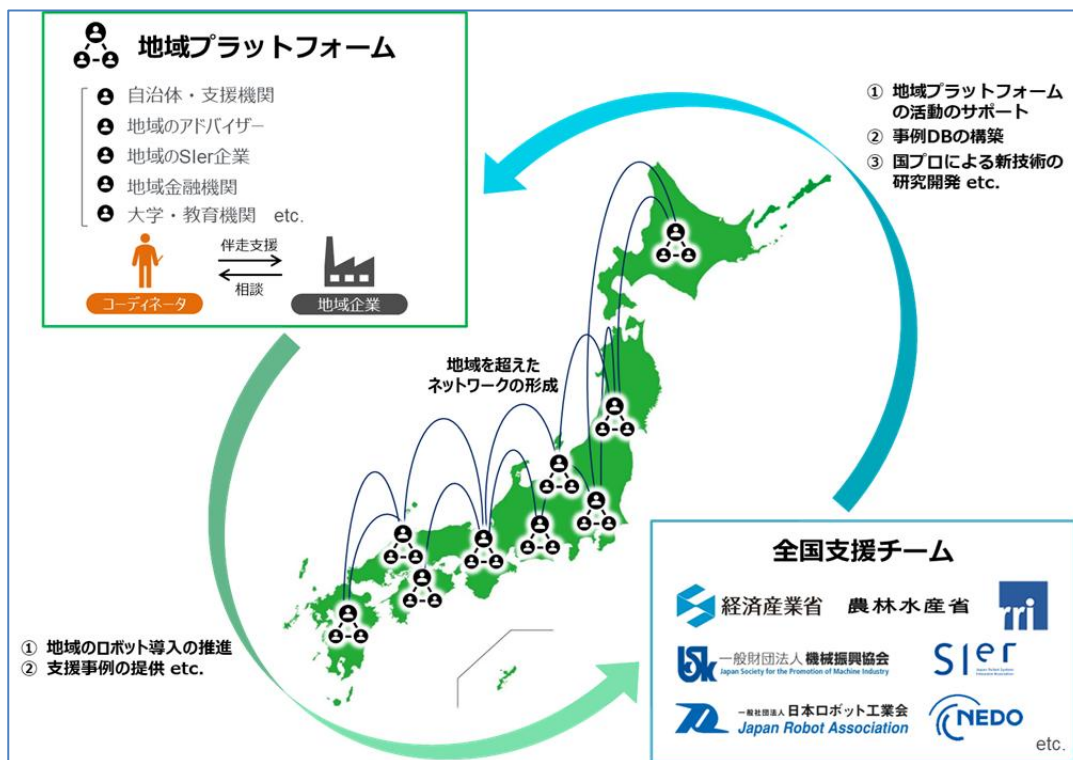 地域プラットフォーム
自治体・支援機関
地域のアドバイザー
地域のSIer企業
地域金融機関
大学・教育機関 etc.
伴走支援
相談
コーディネータ
地域企業
① 地域プラットフォーム
の活動のサポート
② 事例DBの構築
③ 国プロによる新技術の
研究開発 etc.
地域を超えた
ネットワークの形成
① 地域のロボット導入の推進
② 支援事例の提供 etc.
全国支援チーム
経済産業省
農林水産省
rri
一般財団法人 機械振興協会
Japan Society for the Promotion of Machine Industry
SIer
一般社団法人 日本ロボット工業会
Japan Robot Association
NEDO
etc.